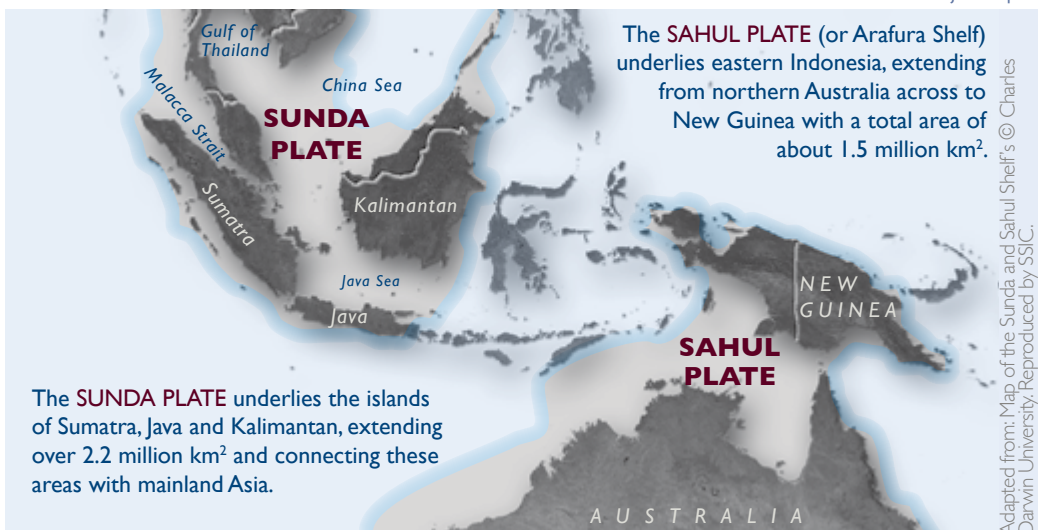 Gulf of
Thailand
Malacca Strait
China Sea
SUNDA
PLATE
Sumatra
Kalimantan
Java Sea
Java
The SAHUL PLATE (or Arafura Shelf)
underlies eastern Indonesia, extending
from northern Australia across to
New Guinea with a total area of
about 1.5 million km².
NEW
GUINEA
SAHUL
PLATE
The SUNDA PLATE underlies the islands
of Sumatra, Java and Kalimantan, extending
over 2.2 million km² and connecting these
areas with mainland Asia.
AUSTRALIA
Adapted from: Map of the Sunda and Sahul Shelf's © Charles
Darwin University. Reproduced by SSIC.